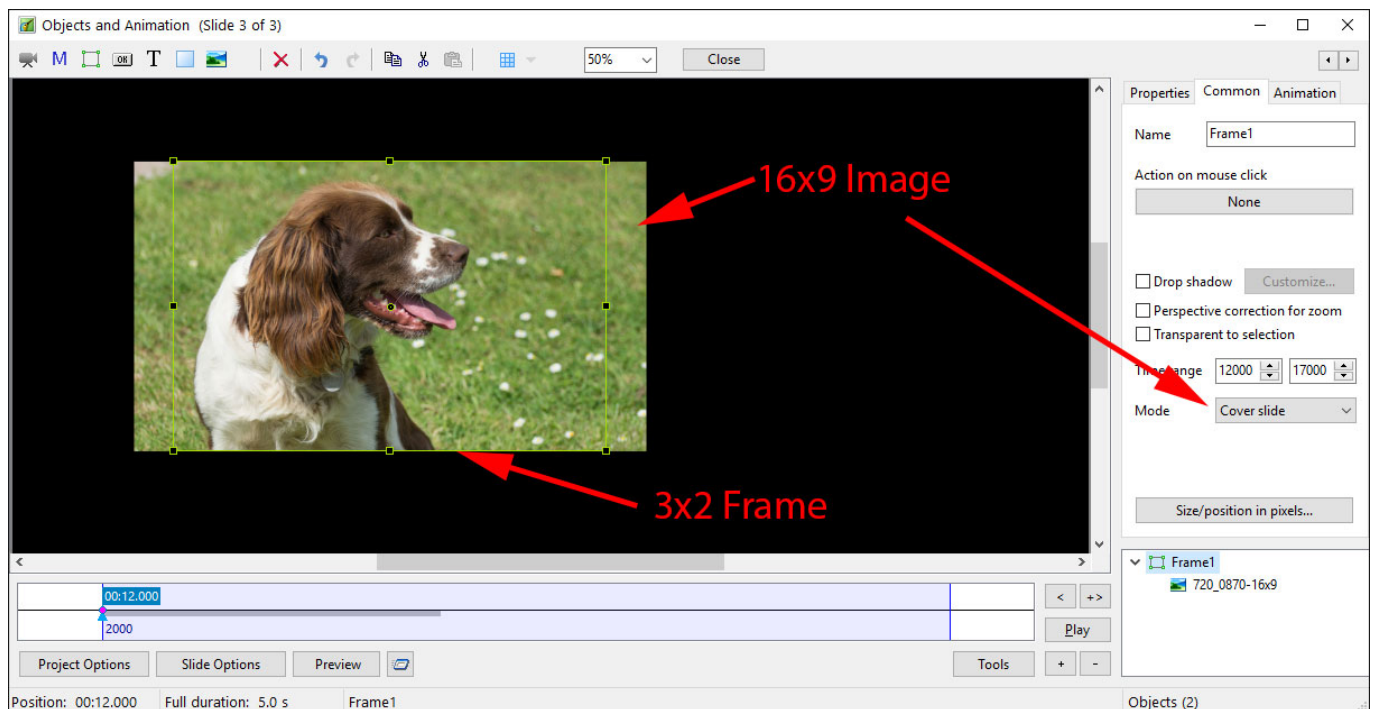 Objects and Animation (Slide 3 of 3)
M OK T 50% Close
Properties Common Animation
Name Frame1
Action on mouse click
None
Drop shadow Customize...
Perspective correction for zoom
Transparent to selection
Time range 12000 17000
Mode Cover slide
Size/position in pixels...
16x9 Image
3x2 Frame
Frame1
720_0870-16x9
00:12.000
2000
< +>
Play
+ -
Project Options Slide Options Preview Tools
Position: 00:12.000 Full duration: 5.0 s Frame1 Objects (2)